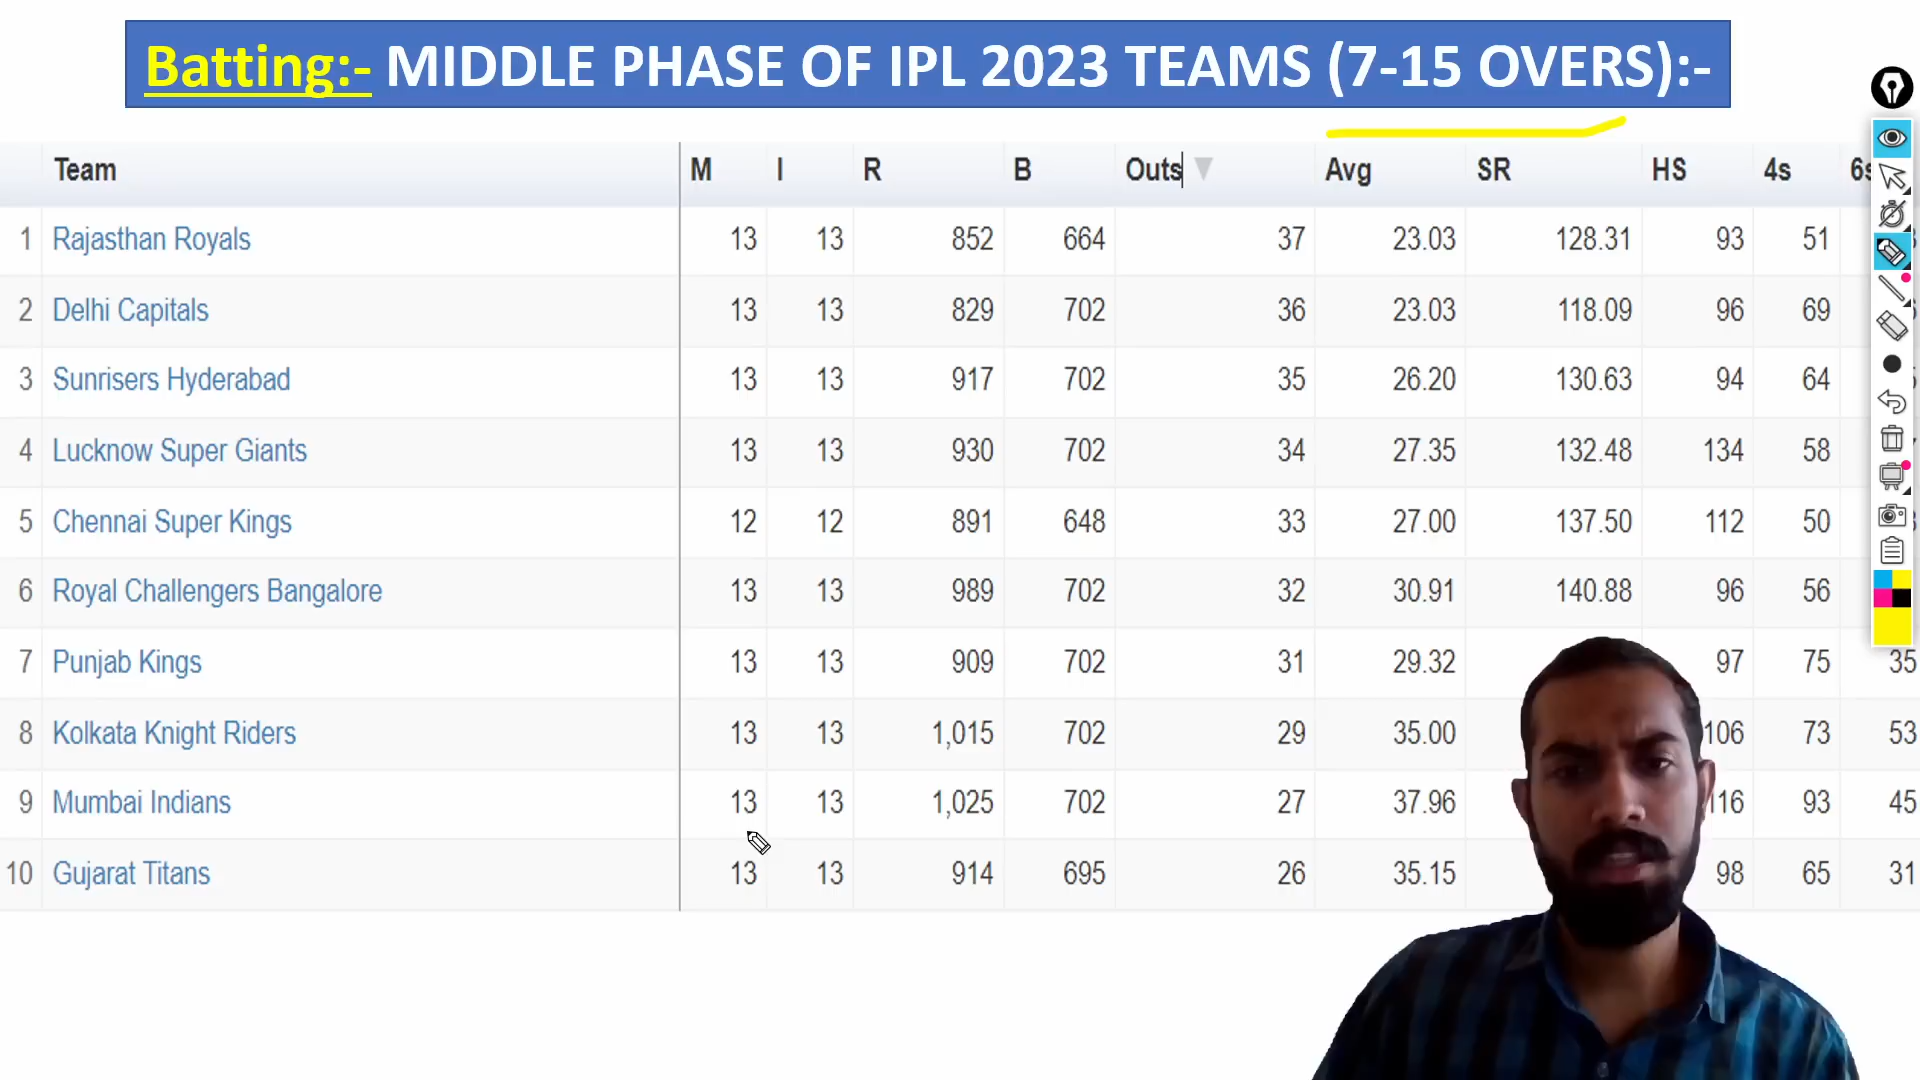 Batting:- MIDDLE PHASE OF IPL 2023 TEAMS (7-15 OVERS):-
Team M I R B Outs Avg SR HS 4s
1 Rajasthan Royals 13 13 852 664 37 23.03 128.31 93 51
2 Delhi Capitals 13 13 829 702 36 23.03 118.09 96 69
3 Sunrisers Hyderabad 13 13 917 702 35 26.20 130.63 94 64
4 Lucknow Super Giants 13 13 930 702 34 27.35 132.48 134 58
5 Chennai Super Kings 12 12 891 648 33 27.00 137.50 112 50
6 Royal Challengers Bangalore 13 13 989 702 32 30.91 140.88 96 56
7 Punjab Kings 13 13 909 702 31 29.32 97 75 35
8 Kolkata Knight Riders 13 13 1,015 702 29 35.00 106 73 53
9 Mumbai Indians 13 13 1,025 702 27 37.96 116 93 45
10 Gujarat Titans 13 13 914 695 26 35.15 98 65 31